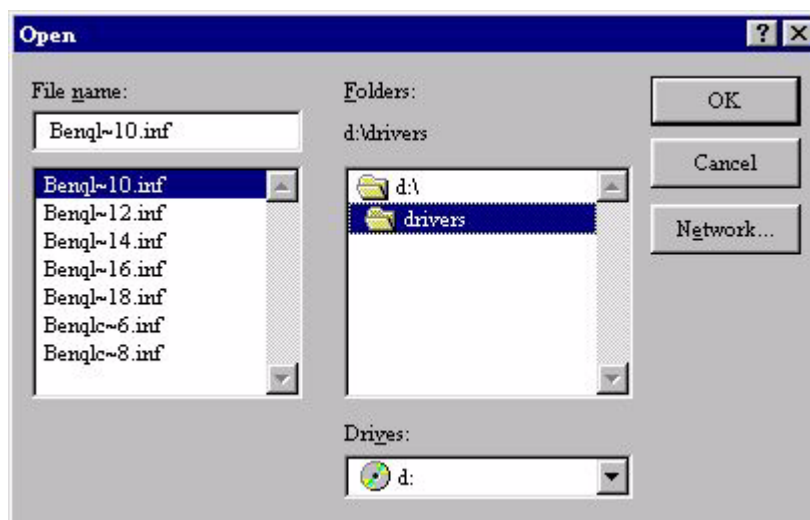 Open
File name:
Benql~10.inf
Benql~10.inf
Benql~12.inf
Benql~14.inf
Benql~16.inf
Benql~18.inf
Benqlc~6.inf
Benqlc~8.inf
Folders:
d:\drivers
d:\
drivers
Drives:
d:
OK
Cancel
Network...